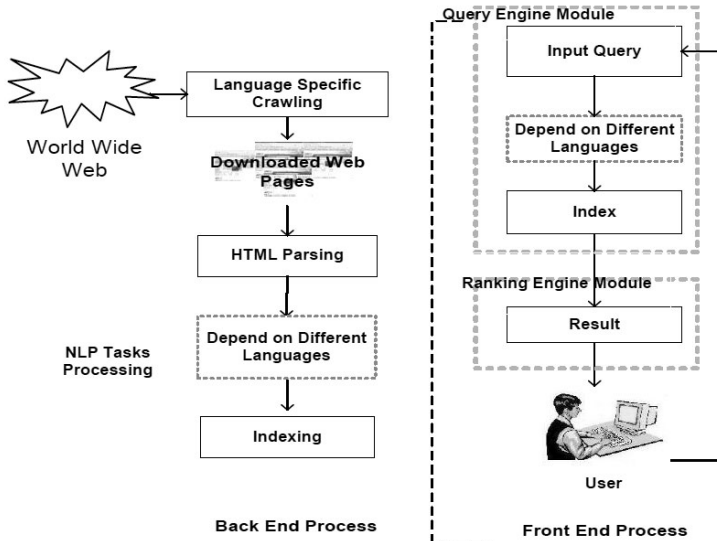 World Wide
Web
Language Specific
Crawling
Downloaded Web
Pages
HTML Parsing
NLP Tasks
Processing
Depend on Different
Languages
Indexing
Back End Process
Query Engine Module
Input Query
Depend on Different
Languages
Index
Ranking Engine Module
Result
User
Front End Process